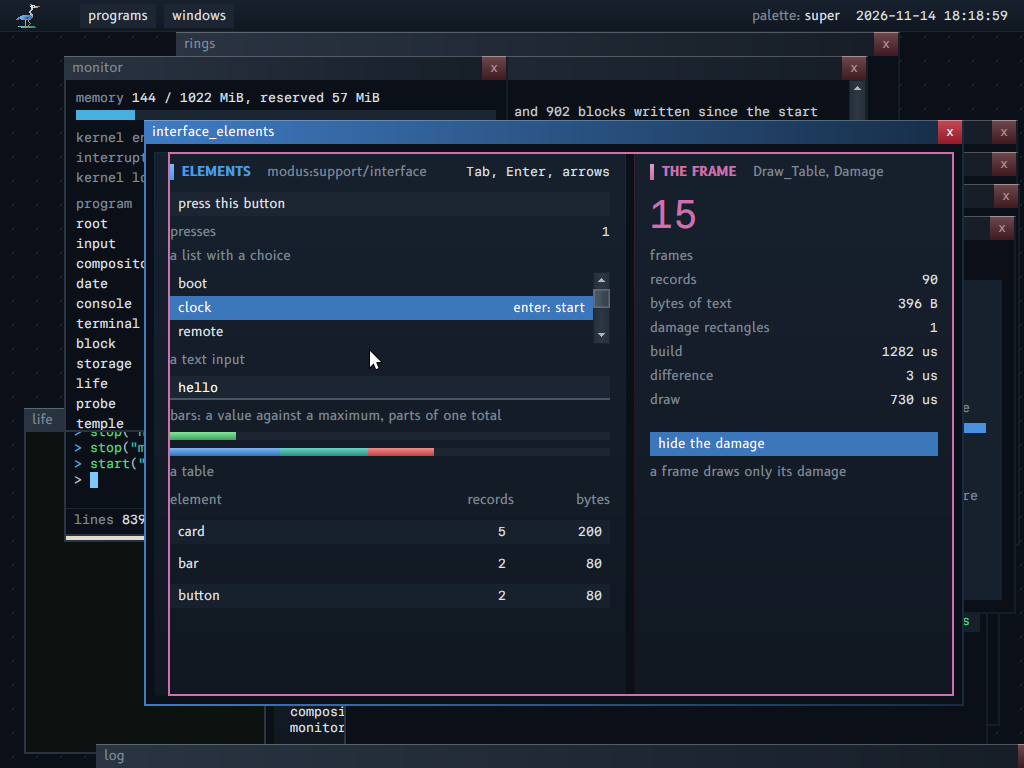 programs windows palette: super 2026-11-14 18:18:59
rings x
monitor x x
memory 144 / 1022 MiB, reserved 57 MiB
and 902 blocks written since the start
interface_elements x x
kernel
interrupt
kernel
x
program
root
input
date
console
terminal
block
storage
life
probe
temple
x
x
ELEMENTS modus:support/interface Tab, Enter, arrows
press this button
presses 1
a list with a choice
boot
clock enter: start
remote
a text input
hello
bars: a value against a maximum, parts of one total
a table
element records bytes
card 5 200
bar 2 80
button 2 80
THE FRAME Draw_Table, Damage
15
frames
records 90
bytes of text 396 B
damage rectangles 1
build 1282 us
difference 3 us
draw 730 us
hide the damage
a frame draws only its damage
life
> stop("m
> start("
>
lines 839
monitor
log